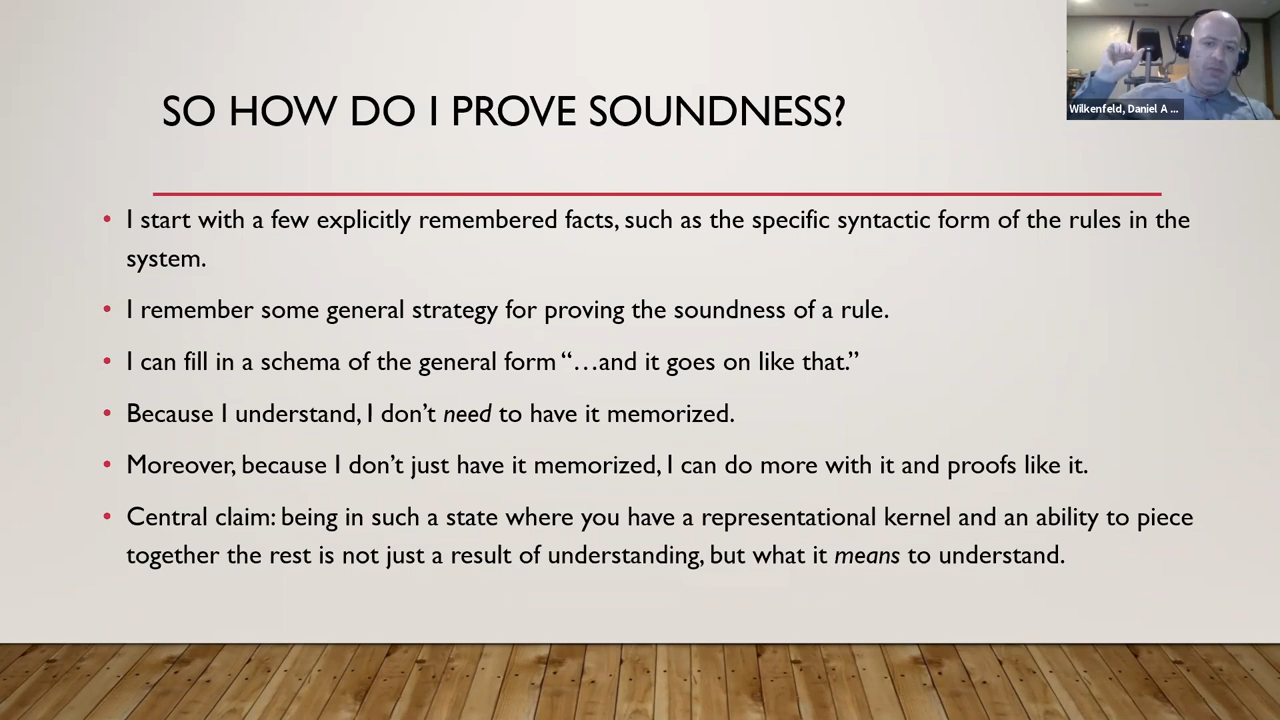 SO HOW DO I PROVE SOUNDNESS?
Wilkenfeld, Daniel A ...
• I start with a few explicitly remembered facts, such as the specific syntactic form of the rules in the
system.
• I remember some general strategy for proving the soundness of a rule.
• I can fill in a schema of the general form “…and it goes on like that.”
• Because I understand, I don’t need to have it memorized.
• Moreover, because I don’t just have it memorized, I can do more with it and proofs like it.
• Central claim: being in such a state where you have a representational kernel and an ability to piece
together the rest is not just a result of understanding, but what it means to understand.